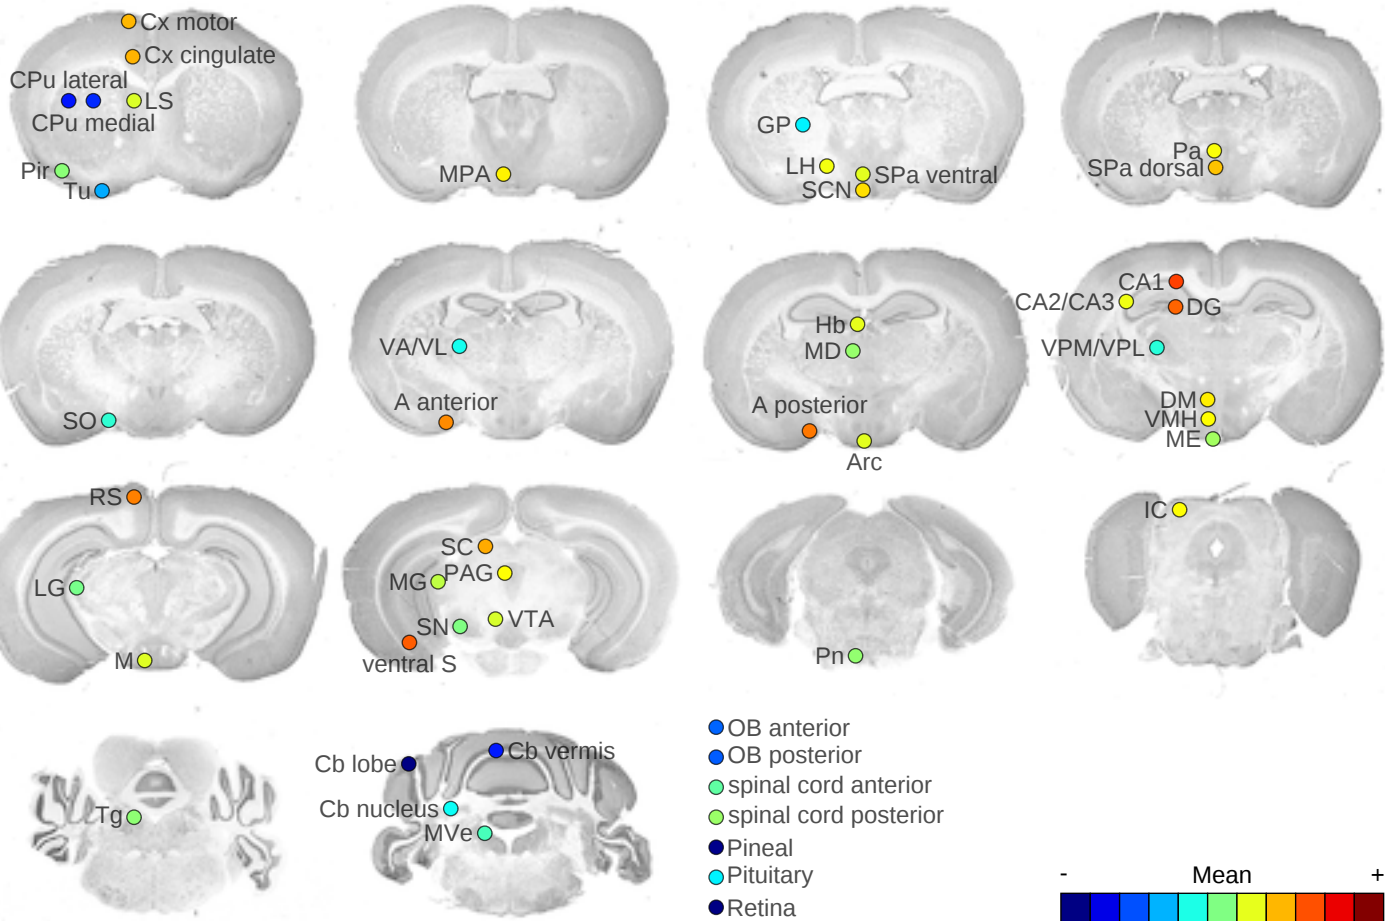 Cx motor
Cx cingulate
CPu lateral
LS
CPu medial
Pir
Tu
MPA
GP
LH
SPa ventral
SCN
Pa
SPa dorsal
SO
VA/VL
A anterior
Hb
MD
A posterior
Arc
CA1
CA2/CA3
DG
VPM/VPL
DM
VMH
ME
RS
LG
M
SC
MG
PAG
SN
VTA
ventral S
Pn
IC
Tg
Cb lobe
Cb vermis
Cb nucleus
MVe
OB anterior
OB posterior
spinal cord anterior
spinal cord posterior
Pineal
Pituitary
Retina
- Mean +